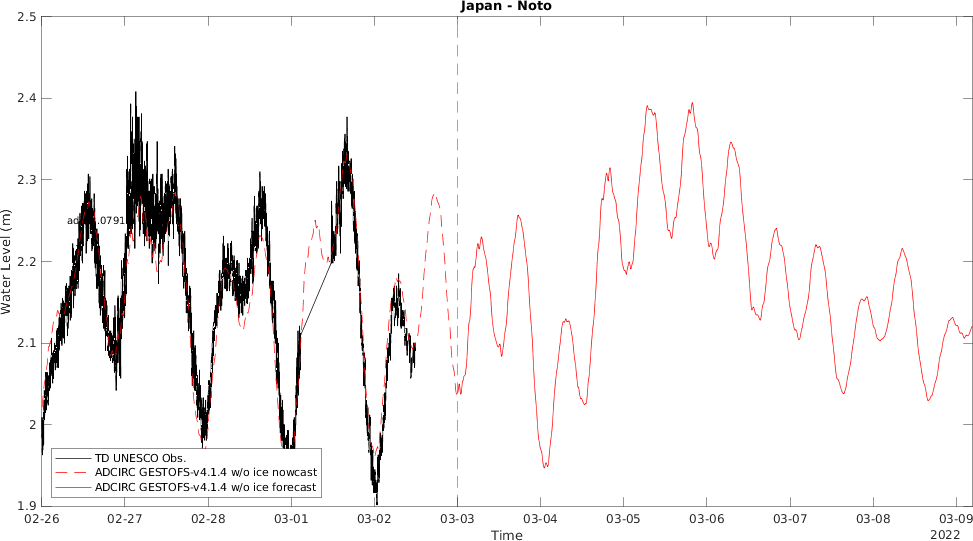 Japan - Noto
Water Level (m)
2.5
2.4
2.3
2.2
2.1
2
1.9
TD UNESCO Obs.
ADCIRC GESTOFS-v4.1.4 w/o ice nowcast
ADCIRC GESTOFS-v4.1.4 w/o ice forecast
02-26 02-27 02-28 03-01 03-02 03-03 03-04 03-05 03-06 03-07 03-08 03-09
Time
2022